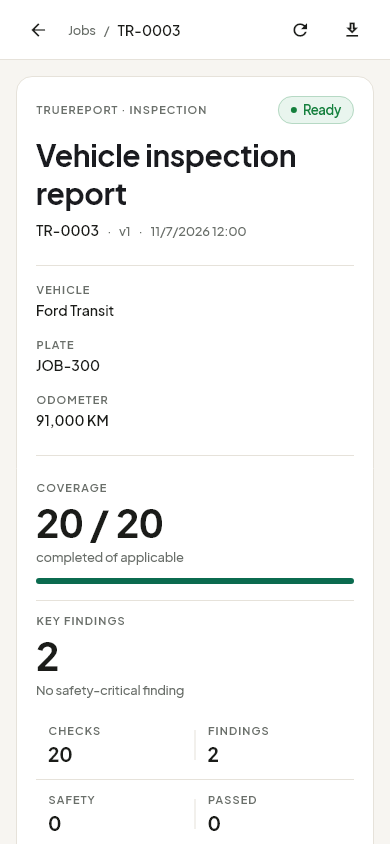 Jobs / TR-0003
TRUEREPORT · INSPECTION
Ready
Vehicle inspection
report
TR-0003 · v1 · 11/7/2026 12:00
VEHICLE
Ford Transit
PLATE
JOB-300
ODOMETER
91,000 KM
COVERAGE
20 / 20
completed of applicable
KEY FINDINGS
2
No safety-critical finding
CHECKS FINDINGS
20 2
SAFETY PASSED
0 0